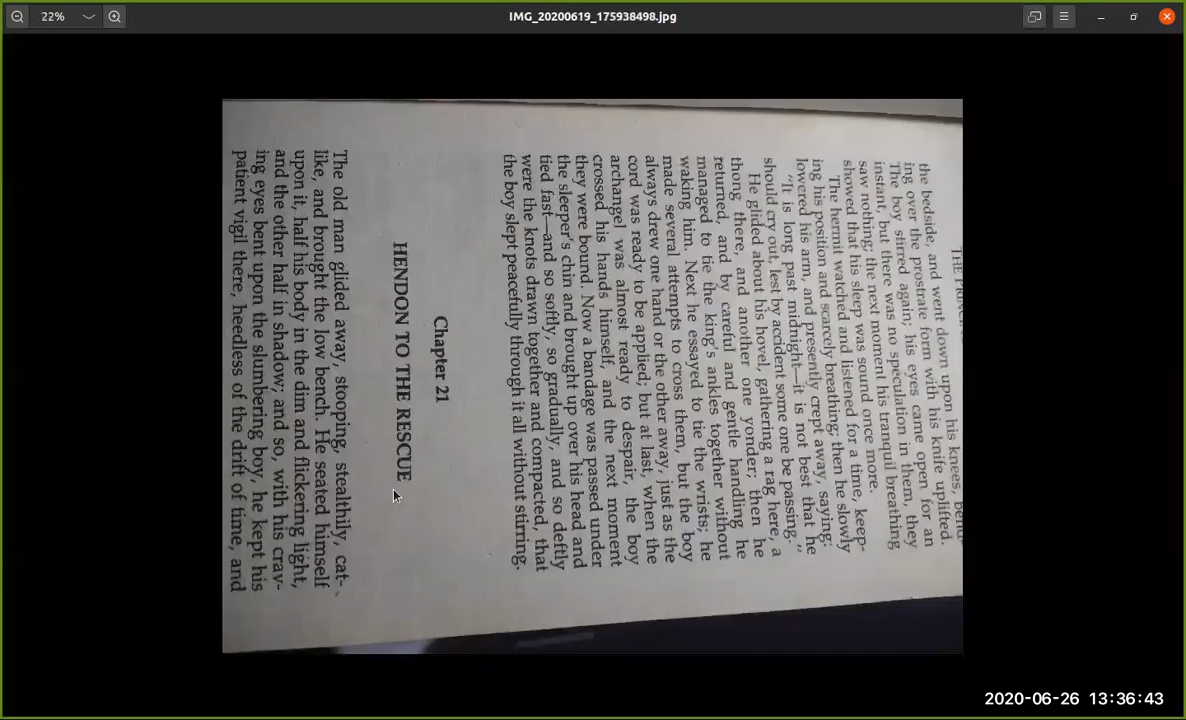 22%
IMG_20200619_175938498.jpg
the bedside, and went down upon his knees, bend-
ing over the prostrate form with his knife uplifted.
The boy stirred again; his eyes came open for an
instant, but there was no speculation in them, they
saw nothing; the next moment his tranquil breathing
showed that his sleep was sound once more.
The hermit watched and listened for a time, keep-
ing his position and scarcely breathing; then he slowly
lowered his arm, and presently crept away, saying:
"It is long past midnight—it is not best that he
should cry out, lest by accident some one be passing."
He glided about his hovel, gathering a rag here, a
thong there, and another one yonder; then he
returned, and by careful and gentle handling he
managed to tie the king's ankles together without
waking him. Next he essayed to tie the wrists; he
made several attempts to cross them, but the boy
always drew one hand or the other away, just as the
cord was ready to be applied; but at last, when the
archangel was almost ready to despair, the boy
crossed his hands himself, and the next moment
they were bound. Now a bandage was passed under
the sleeper's chin and brought up over his head and
tied fast—and so softly, so gradually, and so deftly
were the knots drawn together and compacted, that
the boy slept peacefully through it all without stirring.
Chapter 21
HENDON TO THE RESCUE
The old man glided away, stooping, stealthily, cat-
like, and brought the low bench. He seated himself
upon it, half his body in the dim and flickering light,
and the other half in shadow; and so, with his crav-
ing eyes bent upon the slumbering boy, he kept his
patient vigil there, heedless of the drift of time, and
2020-06-26 13:36:43